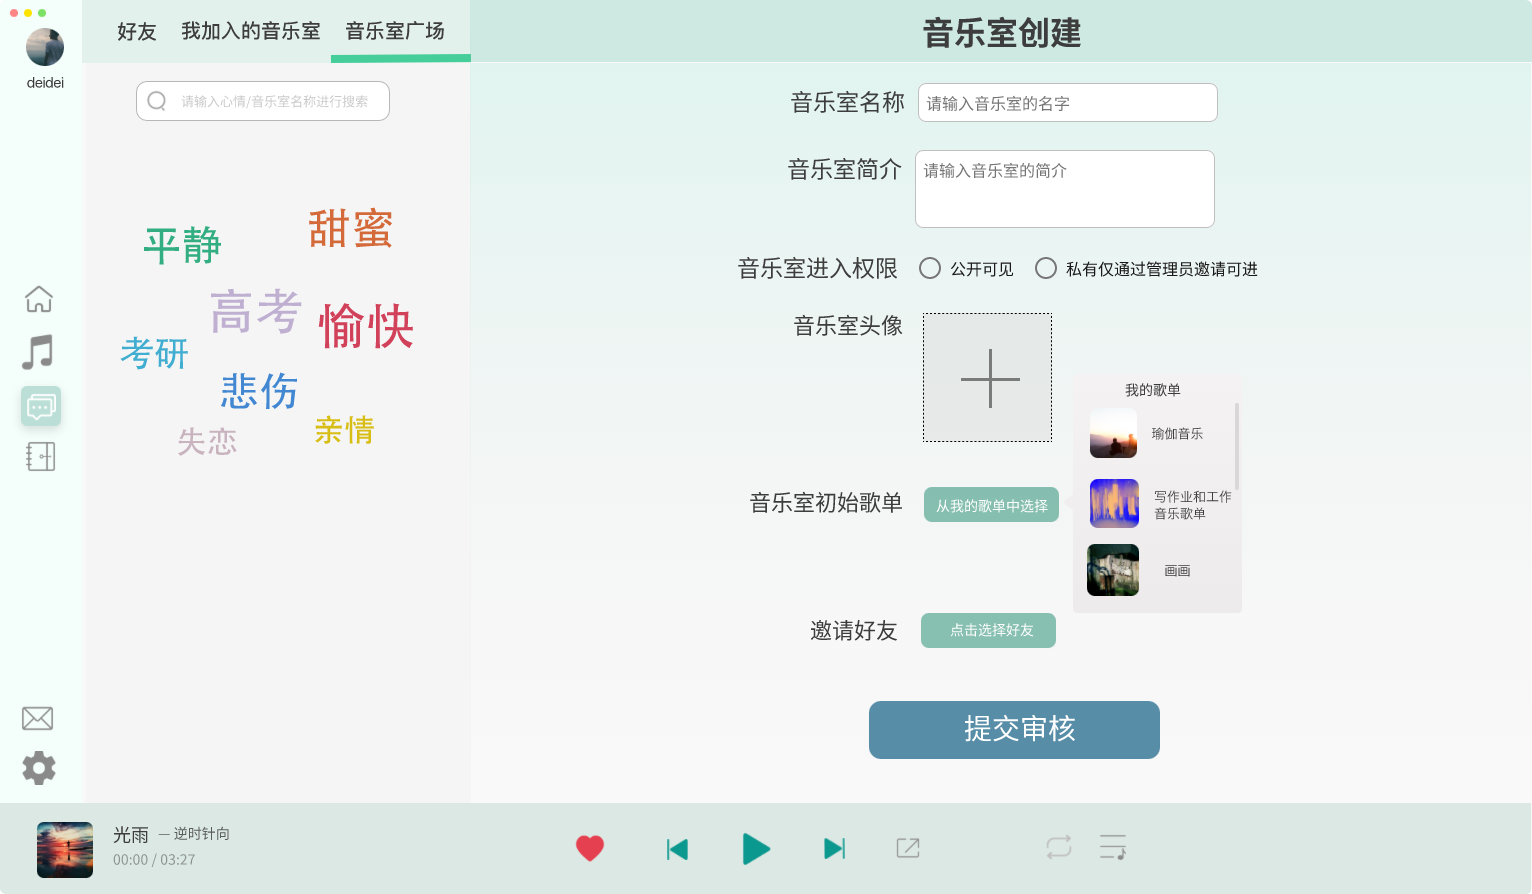 deidei
好友
我加入的音乐室
音乐室广场
音乐室创建
请输入心情/音乐室名称进行搜索
平静
甜蜜
高考
愉快
考研
悲伤
亲情
失恋
音乐室名称
请输入音乐室的名字
音乐室简介
请输入音乐室的简介
音乐室进入权限
公开可见
私有仅通过管理员邀请可进
音乐室头像
音乐室初始歌单
从我的歌单中选择
我的歌单
瑜伽音乐
写作业和工作
音乐歌单
画画
邀请好友
点击选择好友
提交审核
光雨 — 逆时针向
00:00 / 03:27